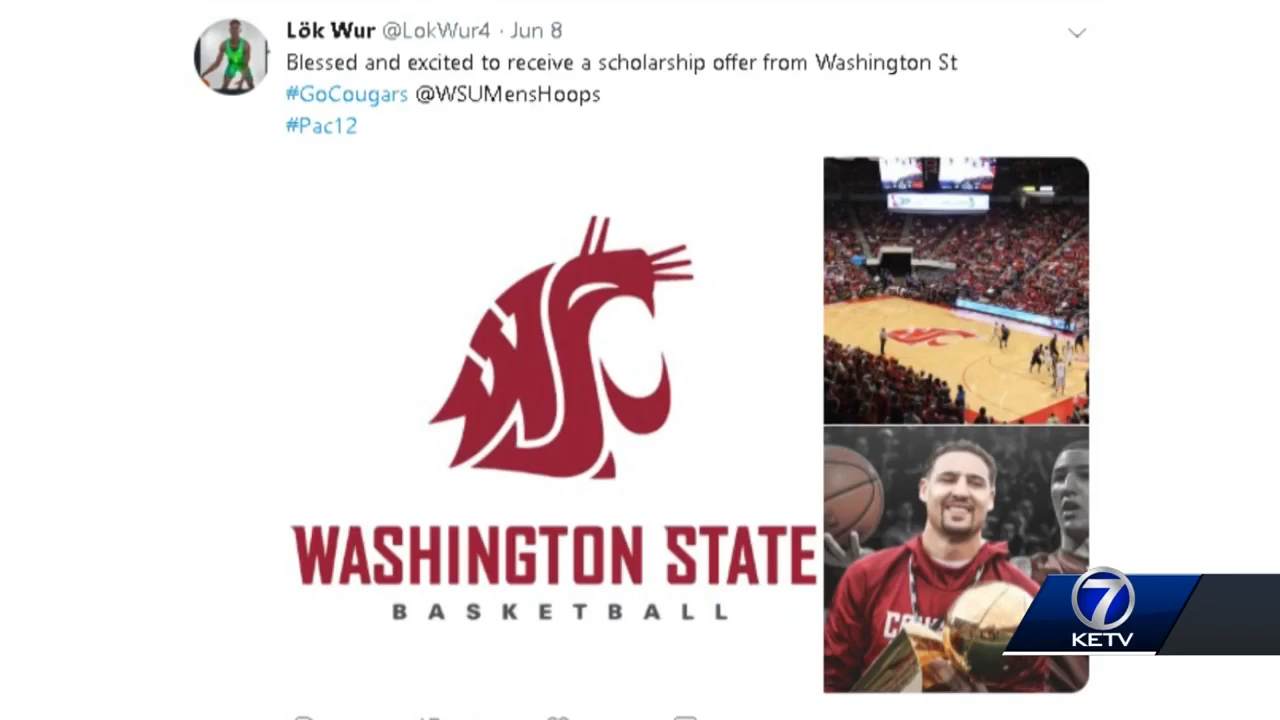 Lök Wur @LokWur4 · Jun 8
Blessed and excited to receive a scholarship offer from Washington St
#GoCougars @WSUMensHoops
#Pac12
WASHINGTON STATE
BASKETBALL
7
KETV